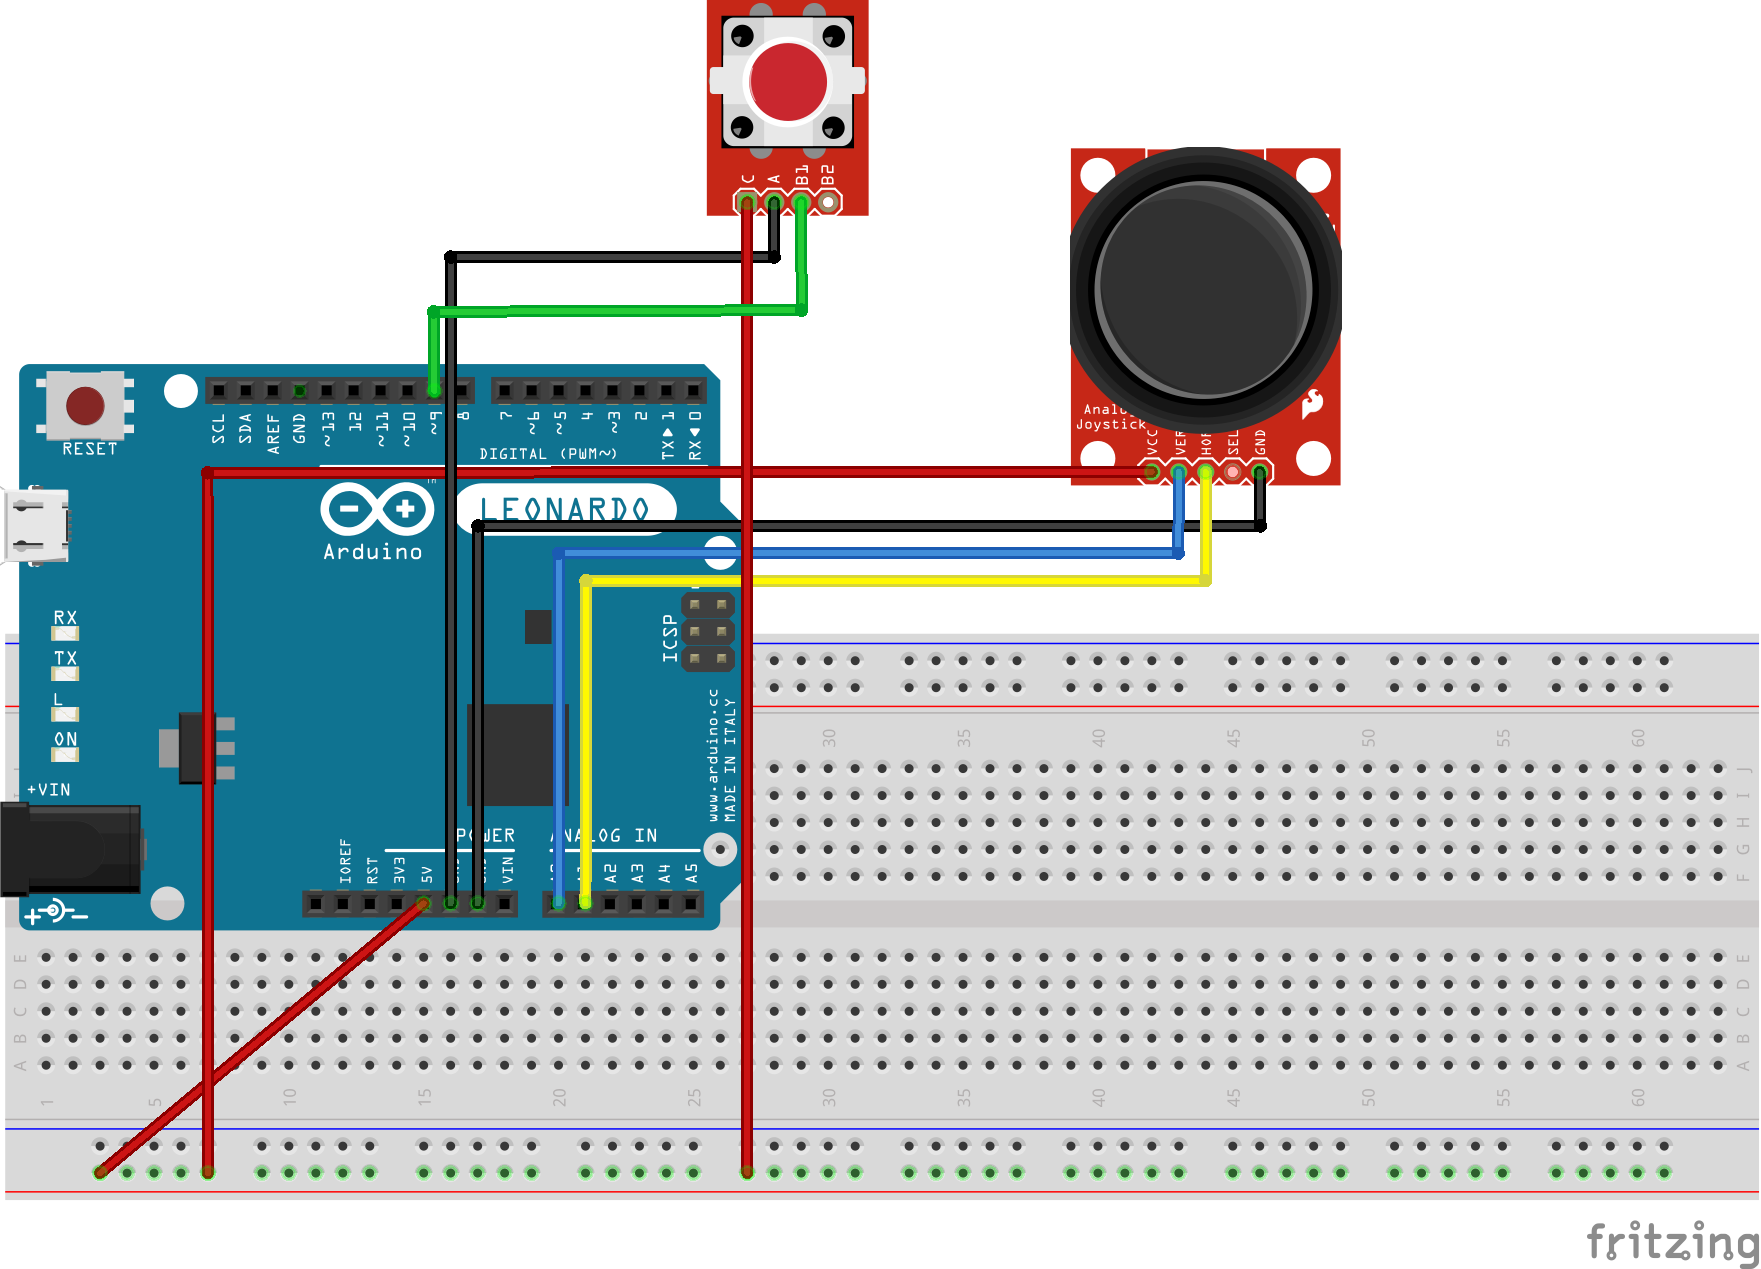 C A B1 B2
Analog
Joystick
VCC VER HOR SEL GND
RESET
SCL SDA AREF GND ~13 12 ~11 ~10 ~9 8 7 ~6 ~5 4 ~3 2 TX▶1 RX◀0
DIGITAL (PWM~)
LEONARDO
Arduino
RX
TX
L
ON
ICSP
+VIN
www.arduino.cc
MADE IN ITALY
POWER
ANALOG IN
IOREF RST 3V3 5V VIN
A2 A3 A4 A5
30 35 40 45 50 55 60
J
I
H
G
F
E E
D D
C C
B B
A A
1 5 10 15 20 25 30 35 40 45 50 55 60
fritzing